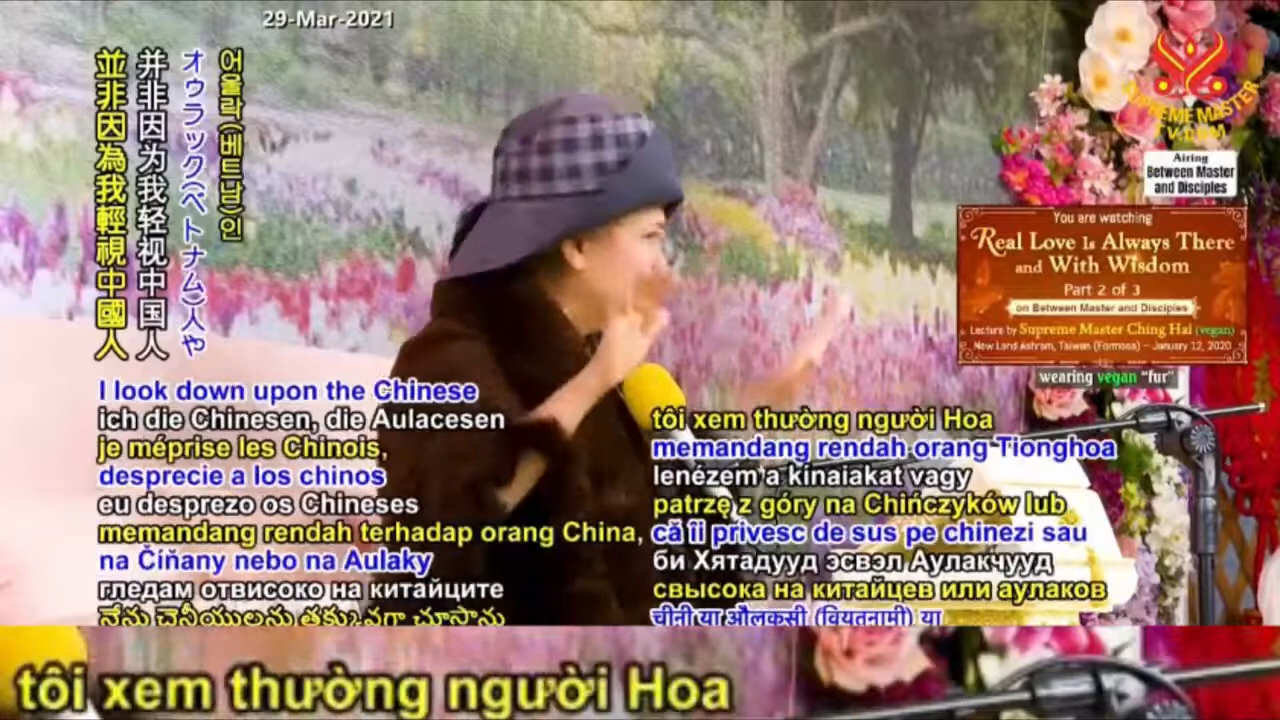 29-Mar-2021
並非因為我輕視中國人
并非因为我轻视中国人
オゥラック(ベトナム)人や
어울락(베트남)인
SUPREME MASTER
TV.COM
Airing
Between Master
and Disciples
You are watching
Real Love Is Always There
and With Wisdom
Part 2 of 3
on Between Master and Disciples
Lecture by Supreme Master Ching Hai (vegan)
New Land Ashram, Taiwan (Formosa) – January 12, 2020
wearing vegan "fur"
I look down upon the Chinese
ich die Chinesen, die Aulacesen
je méprise les Chinois,
desprecie a los chinos
eu desprezo os Chineses
memandang rendah terhadap orang China,
na Číňany nebo na Aulaky
гледам отвисоко на китайците
నేను చైనీయులను తక్కువగా చూస్తాను
tôi xem thường người Hoa
memandang rendah orang Tionghoa
lenézem a kínaiakat vagy
patrzę z góry na Chińczyków lub
că îi privesc de sus pe chinezi sau
би Хятадууд эсвэл Аулакчууд
свысока на китайцев или аулаков
चीनी या औलकसी (वियतनामी) या
tôi xem thường người Hoa